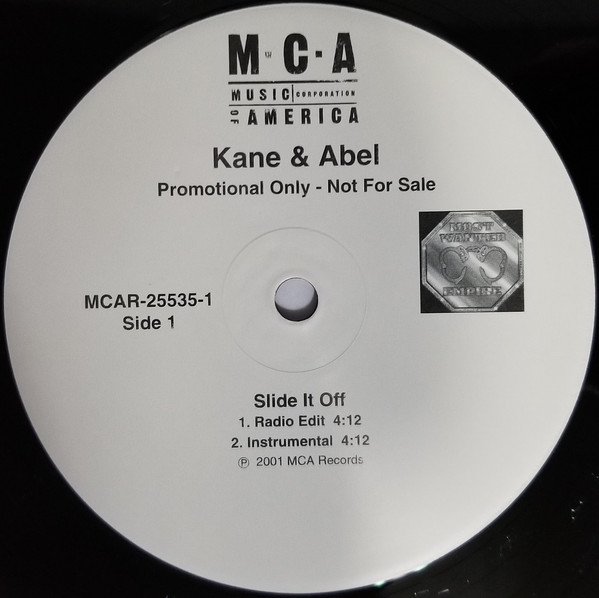 M·C·A
MUSIC CORPORATION
OF AMERICA
Kane & Abel
Promotional Only - Not For Sale
MOST
WANTED
EMPIRE
MCAR-25535-1
Side 1
Slide It Off
1. Radio Edit 4:12
2. Instrumental 4:12
℗ 2001 MCA Records